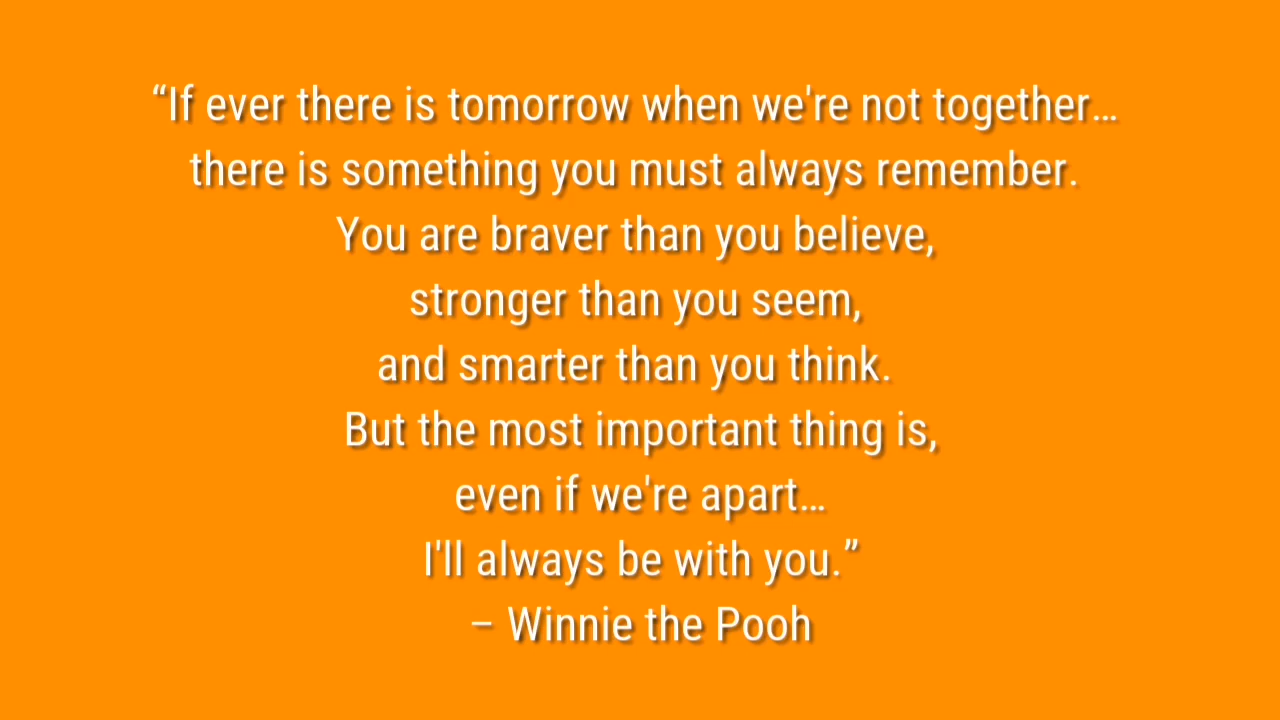 “If ever there is tomorrow when we're not together…
there is something you must always remember.
You are braver than you believe,
stronger than you seem,
and smarter than you think.
But the most important thing is,
even if we're apart…
I'll always be with you.”
– Winnie the Pooh